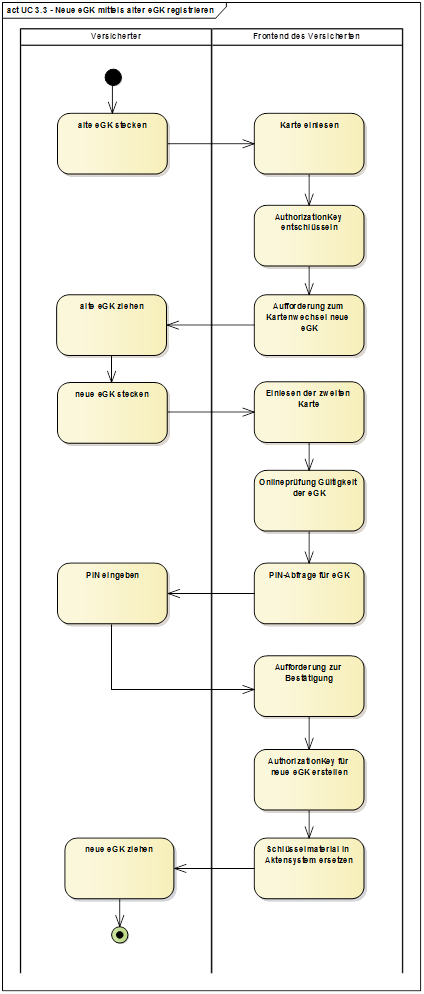 act UC 3.3 - Neue eGK mittels alter eGK registrieren
Versicherter
Frontend des Versicherten
alte eGK stecken
Karte einlesen
AuthorizationKey
entschlüsseln
alte eGK ziehen
Aufforderung zum
Kartenwechsel neue
eGK
neue eGK stecken
Einlesen der zweiten
Karte
Onlineprüfung Gültigkeit
der eGK
PIN eingeben
PIN-Abfrage für eGK
Aufforderung zur
Bestätigung
AuthorizationKey für
neue eGK erstellen
neue eGK ziehen
Schlüsselmaterial in
Aktensystem ersetzen